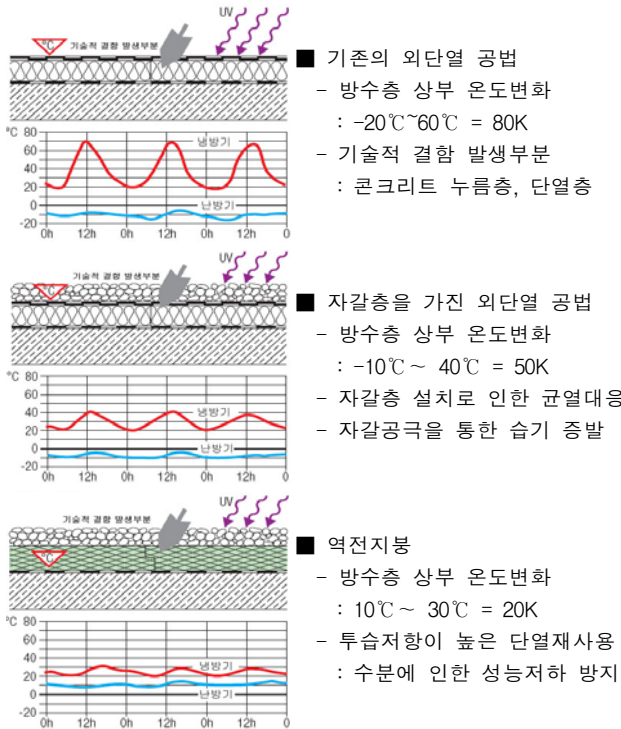 UV
℃
기술적 결함 발생부분
■ 기존의 외단열 공법
- 방수층 상부 온도변화
: -20℃~60℃ = 80K
- 기술적 결함 발생부분
: 콘크리트 누름층, 단열층
℃ 80
60
40
20
0
-20
냉방기
난방기
0h 12h 0h 12h 0h 12h 0
UV
기술적 결함 발생부분
℃
■ 자갈층을 가진 외단열 공법
- 방수층 상부 온도변화
: -10℃ ~ 40℃ = 50K
- 자갈층 설치로 인한 균열대응
- 자갈공극을 통한 습기 증발
℃ 80
60
40
20
0
-20
냉방기
난방기
0h 12h 0h 12h 0h 12h 0
UV
기술적 결함 발생부분
℃
■ 역전지붕
- 방수층 상부 온도변화
: 10℃ ~ 30℃ = 20K
- 투습저항이 높은 단열재사용
: 수분에 인한 성능저하 방지
℃ 80
60
40
20
0
-20
냉방기
난방기
0h 12h 0h 12h 0h 12h 0